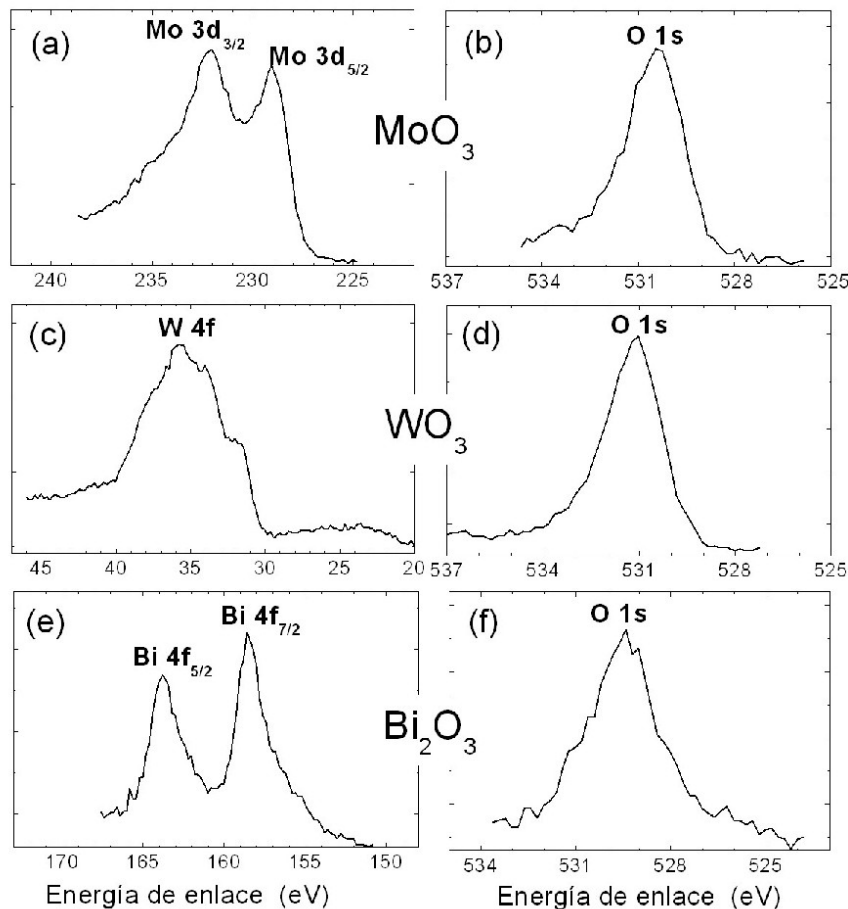 (a)
Mo 3d3/2
Mo 3d5/2
240 235 230 225
(b)
O 1s
537 534 531 528 525
MoO3
(c)
W 4f
45 40 35 30 25 20
(d)
O 1s
537 534 531 528 525
WO3
(e)
Bi 4f5/2
Bi 4f7/2
170 165 160 155 150
Energía de enlace (eV)
(f)
O 1s
534 531 528 525
Energía de enlace (eV)
Bi2O3